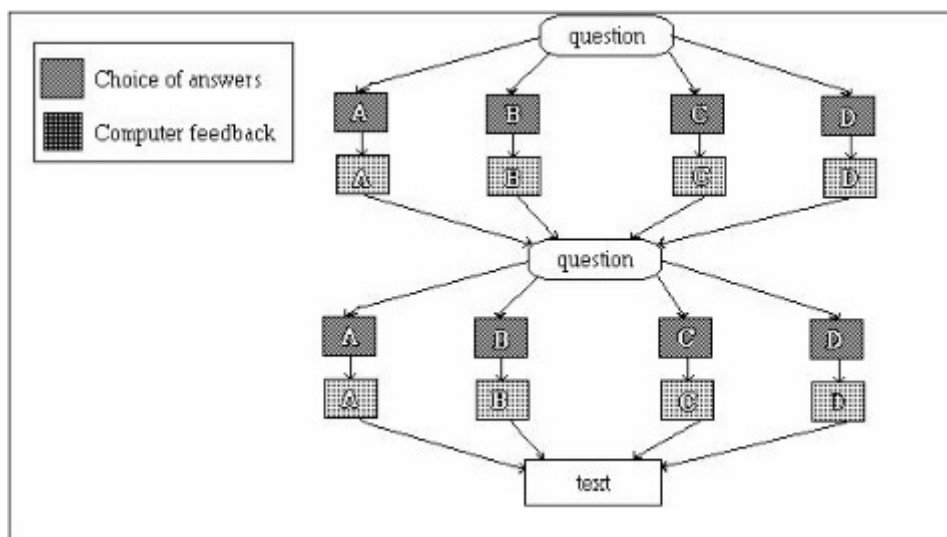 question
Choice of answers
Computer feedback
A B C D
A B C D
question
A B C D
A B C D
text